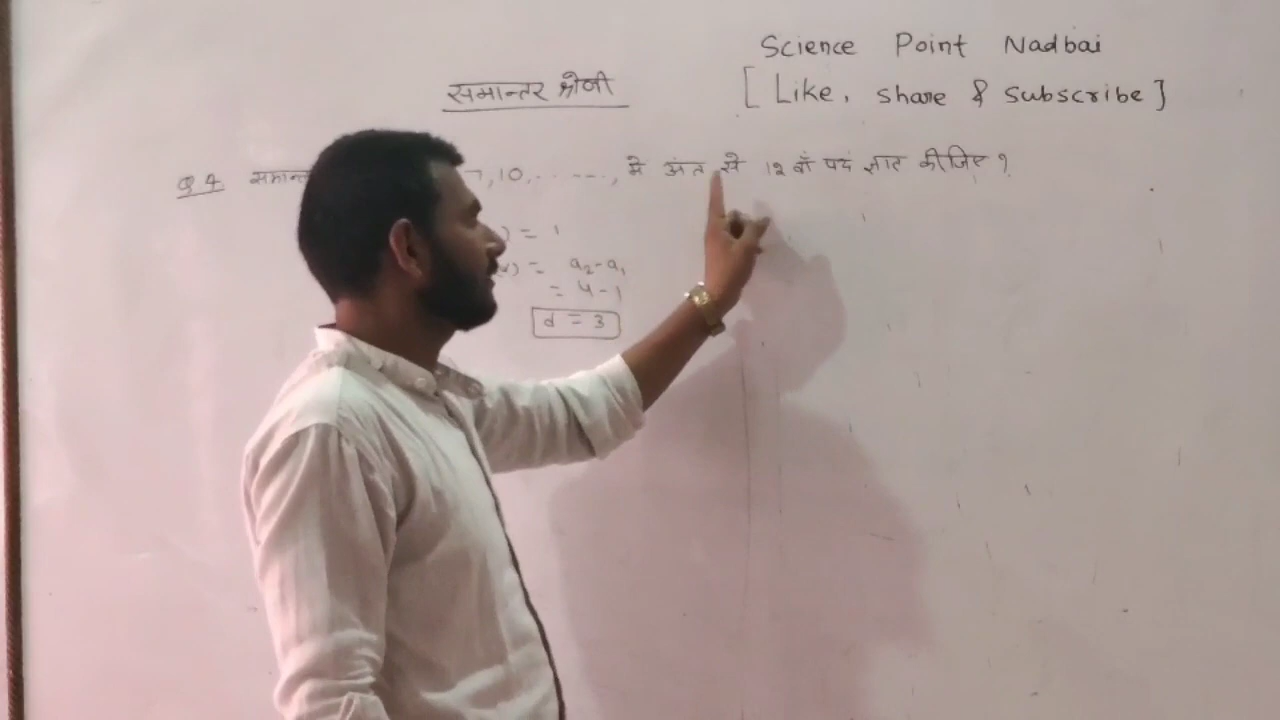 Science Point Nadbai
समान्तर श्रेणी
[ Like, share & subscribe ]
Q 4 7, 10, ......, मे अंत से 12 वाँ पद ज्ञात कीजिए ?
) = 1
= a₂-a₁
= 4-1
d = 3